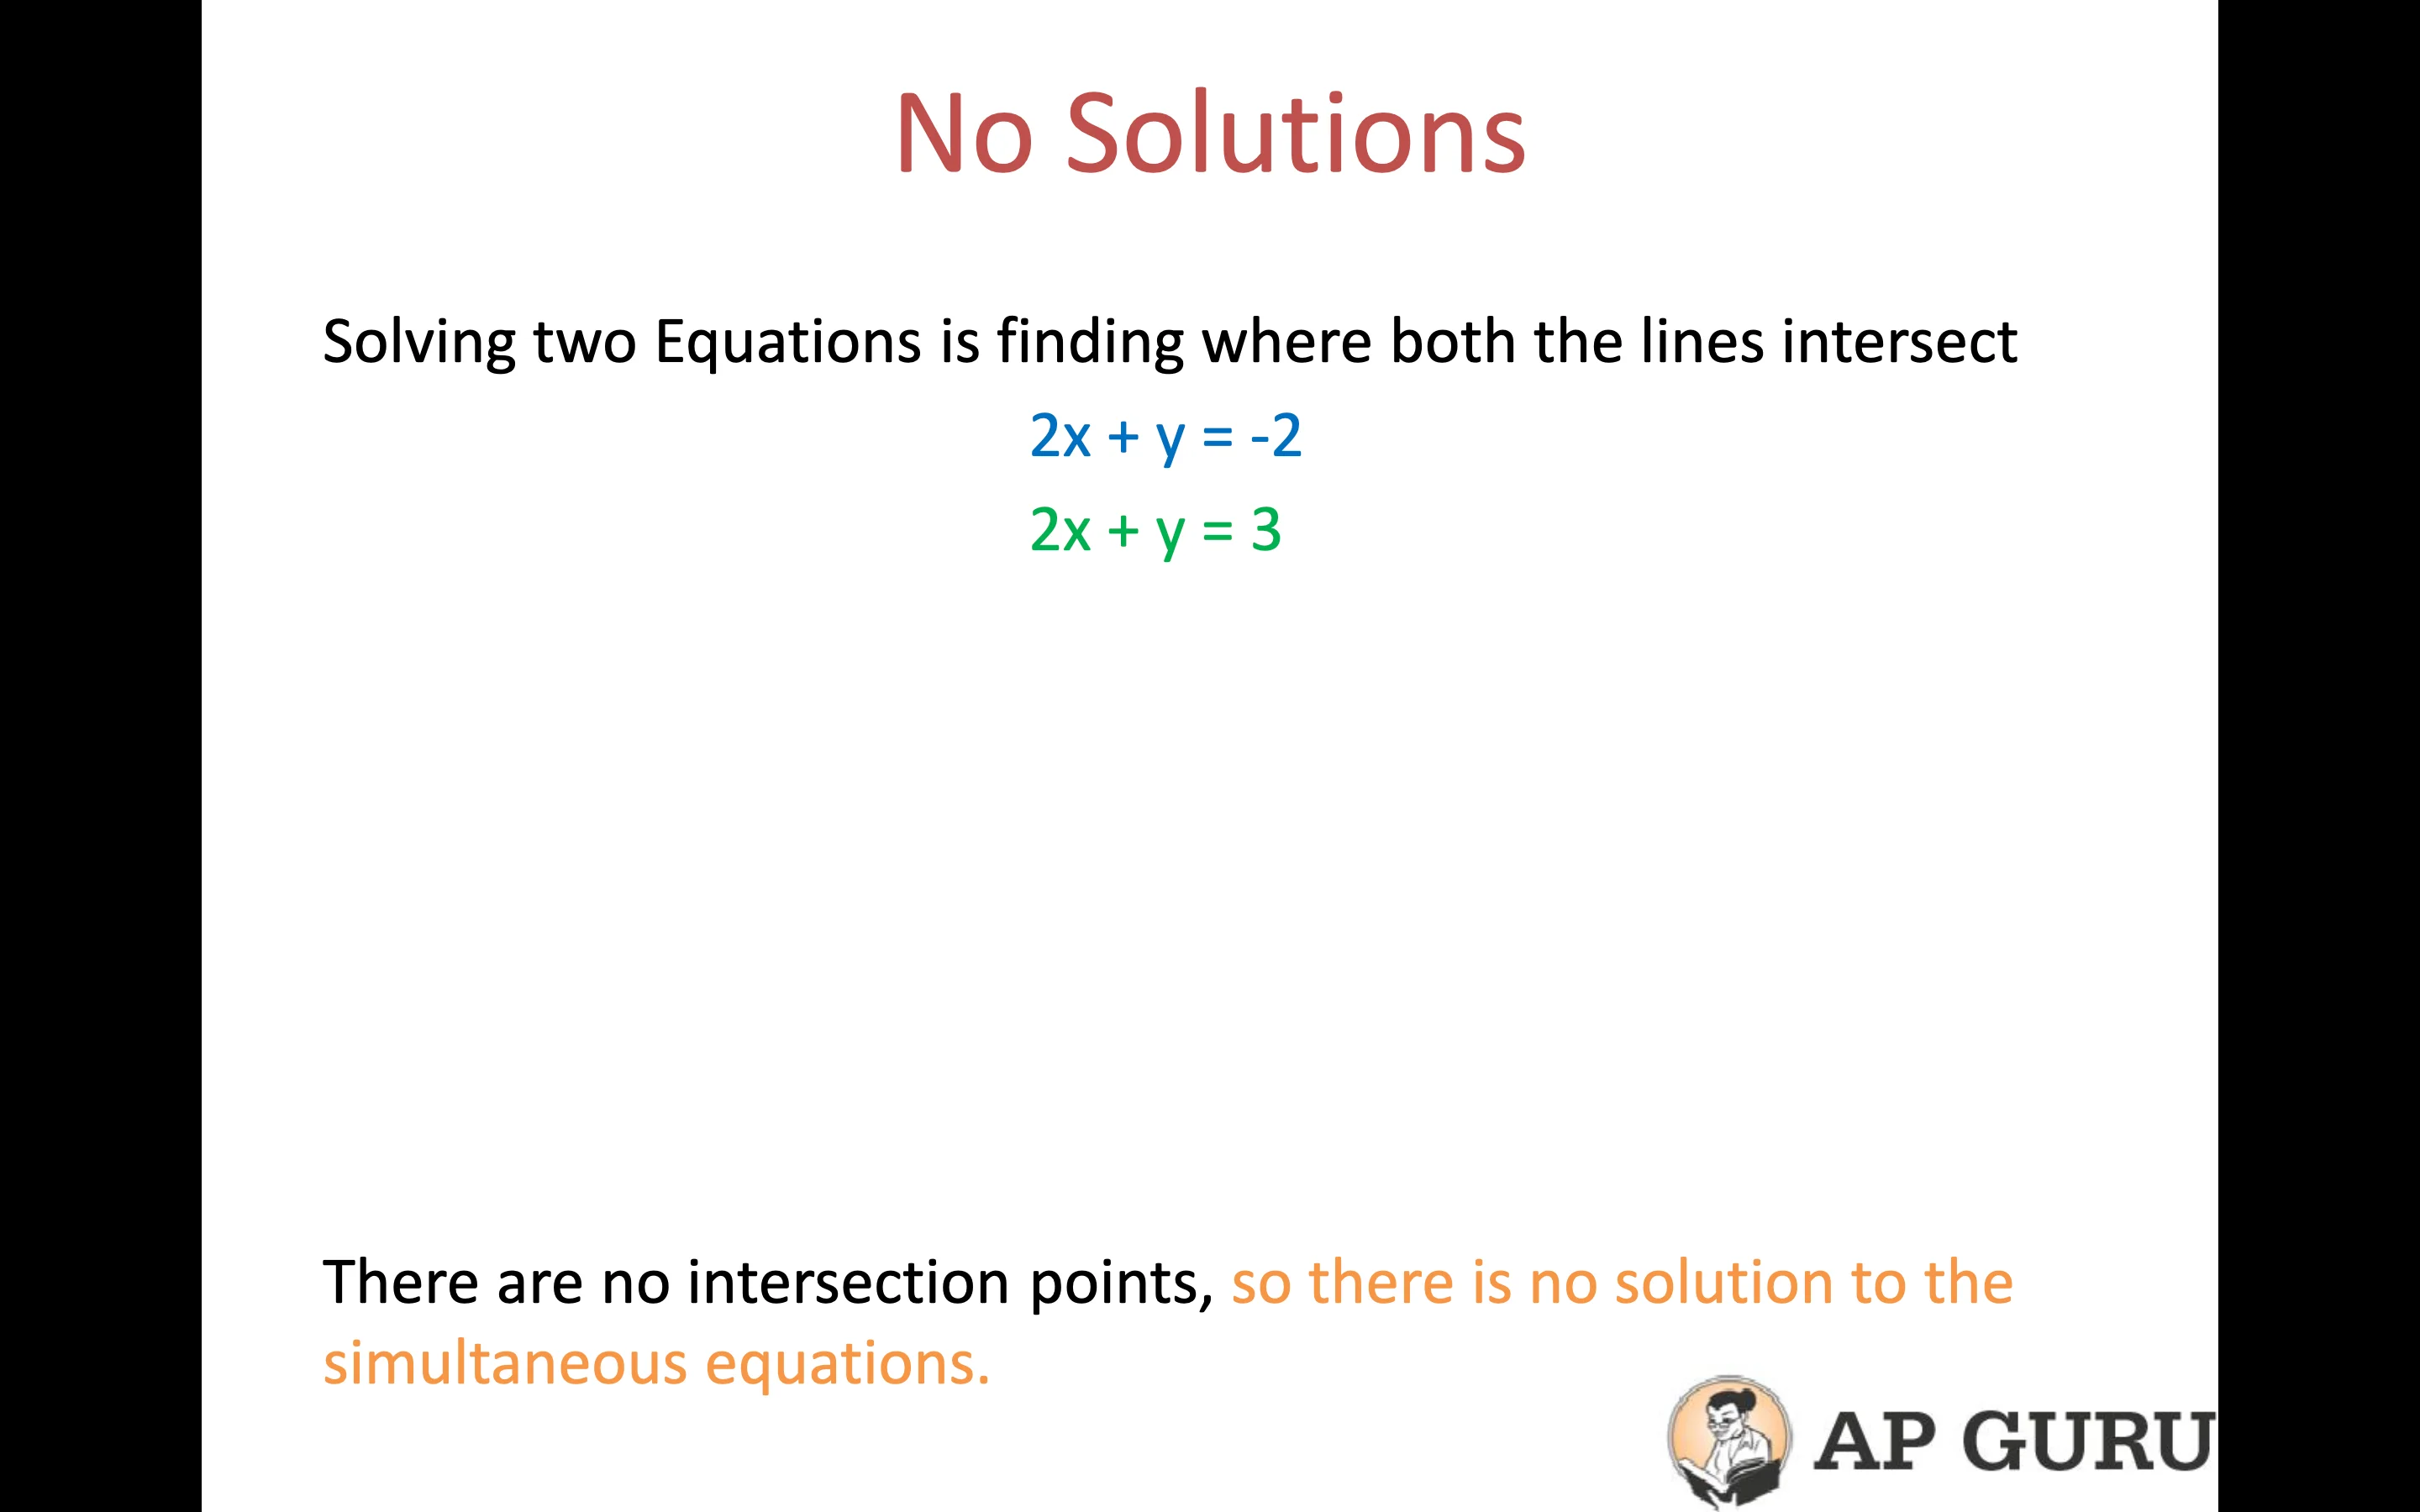 No Solutions
Solving two Equations is finding where both the lines intersect
2x + y = -2
2x + y = 3
There are no intersection points, so there is no solution to the
simultaneous equations.
AP GURU